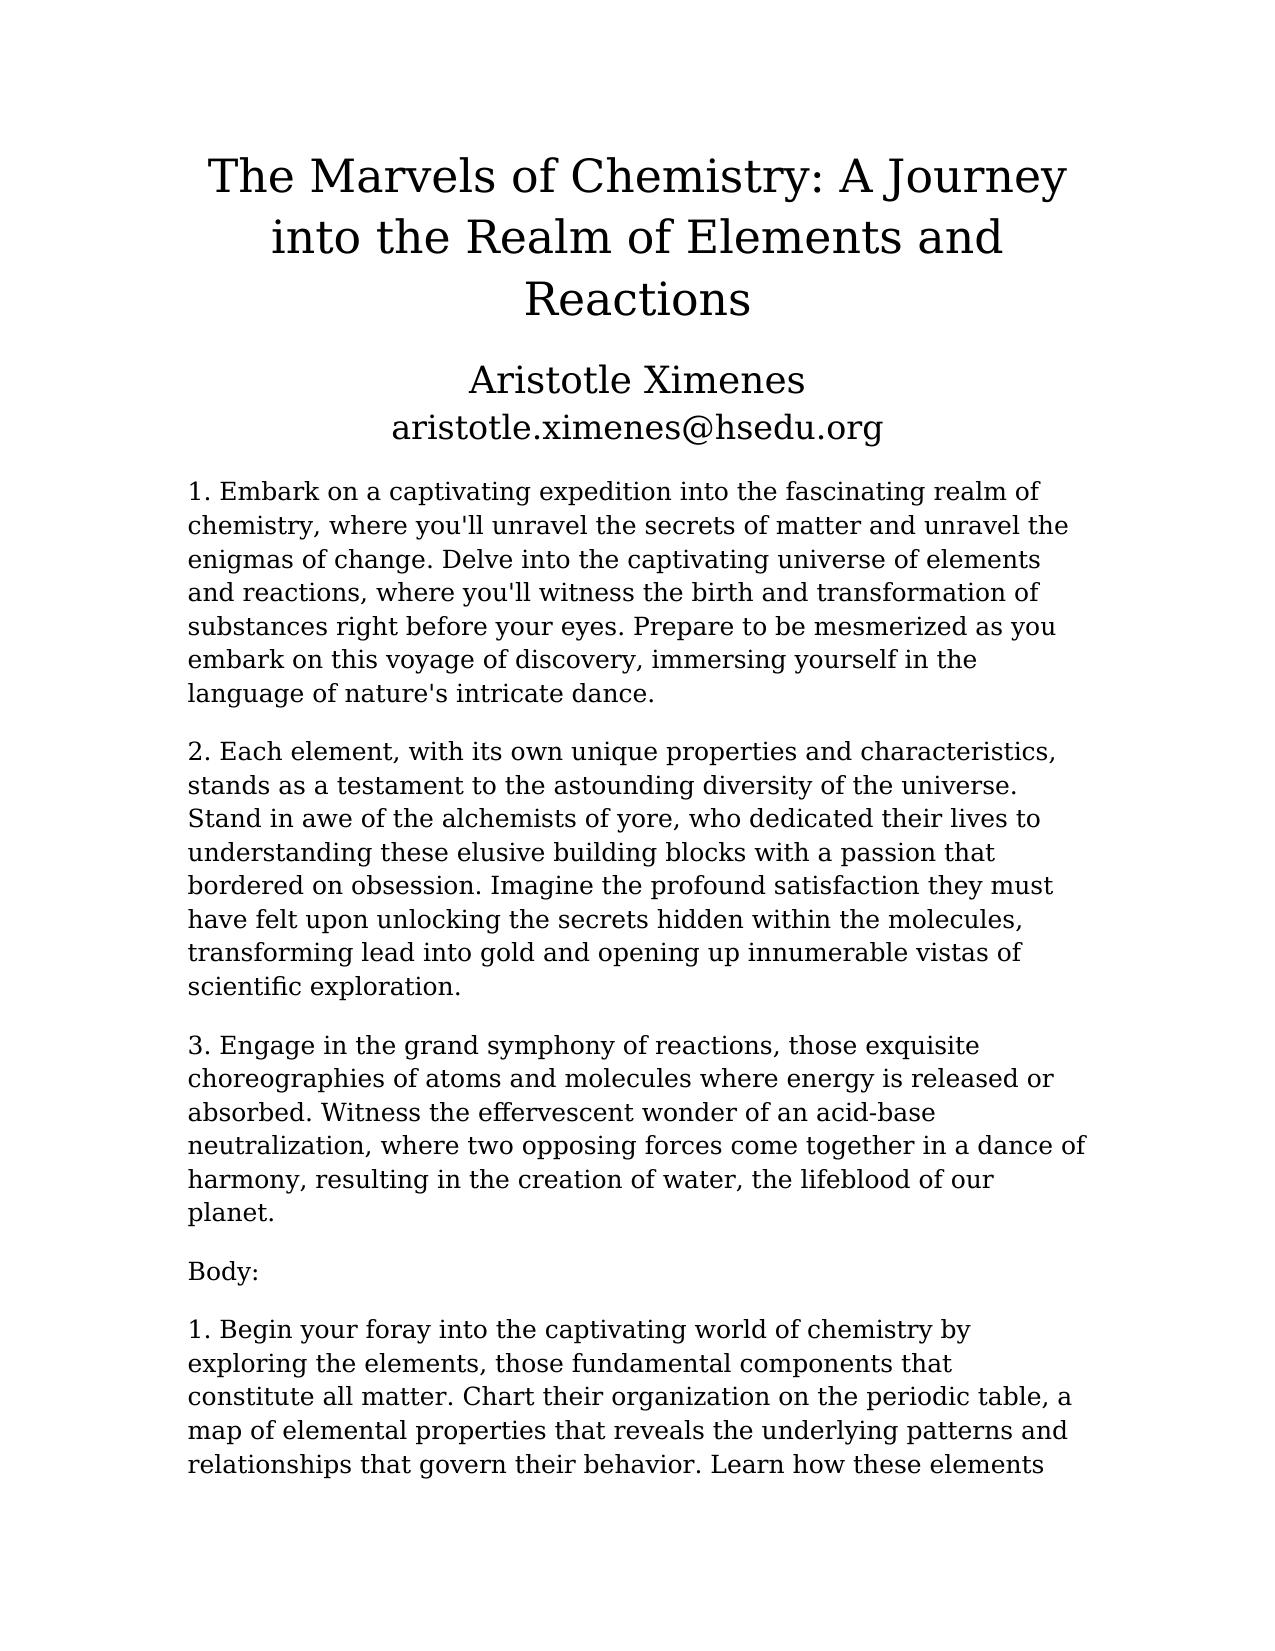 The Marvels of Chemistry: A Journey
into the Realm of Elements and
Reactions
Aristotle Ximenes
aristotle.ximenes@hsedu.org
1. Embark on a captivating expedition into the fascinating realm of
chemistry, where you'll unravel the secrets of matter and unravel the
enigmas of change. Delve into the captivating universe of elements
and reactions, where you'll witness the birth and transformation of
substances right before your eyes. Prepare to be mesmerized as you
embark on this voyage of discovery, immersing yourself in the
language of nature's intricate dance.
2. Each element, with its own unique properties and characteristics,
stands as a testament to the astounding diversity of the universe.
Stand in awe of the alchemists of yore, who dedicated their lives to
understanding these elusive building blocks with a passion that
bordered on obsession. Imagine the profound satisfaction they must
have felt upon unlocking the secrets hidden within the molecules,
transforming lead into gold and opening up innumerable vistas of
scientific exploration.
3. Engage in the grand symphony of reactions, those exquisite
choreographies of atoms and molecules where energy is released or
absorbed. Witness the effervescent wonder of an acid-base
neutralization, where two opposing forces come together in a dance of
harmony, resulting in the creation of water, the lifeblood of our
planet.
Body:
1. Begin your foray into the captivating world of chemistry by
exploring the elements, those fundamental components that
constitute all matter. Chart their organization on the periodic table, a
map of elemental properties that reveals the underlying patterns and
relationships that govern their behavior. Learn how these elements